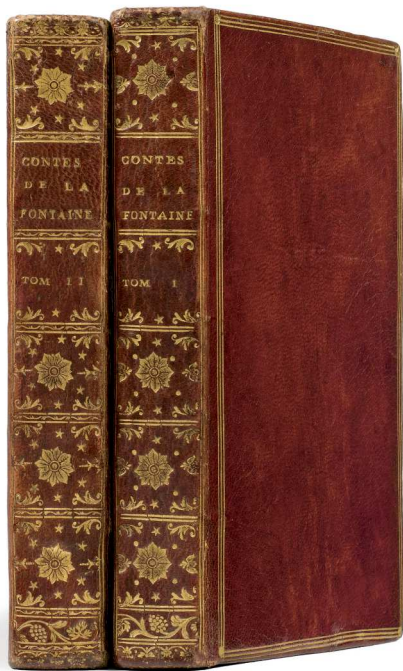 CONTES
DE LA
FONTAINE
TOM II
CONTES
DE LA
FONTAINE
TOM I